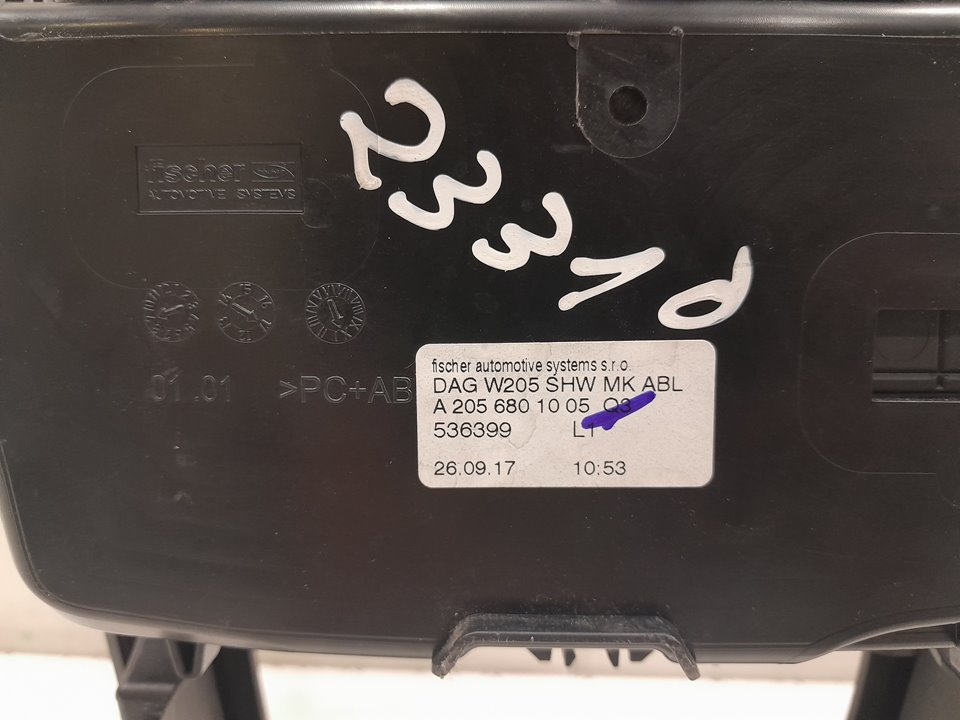 fischer
AUTOMOTIVE SYSTEMS
2331
01.01 >PC+AB
fischer automotive systems s.r.o.
DAG W205 SHW MK ABL
A 205 680 10 05 Q3
536399 L1
26.09.17 10:53